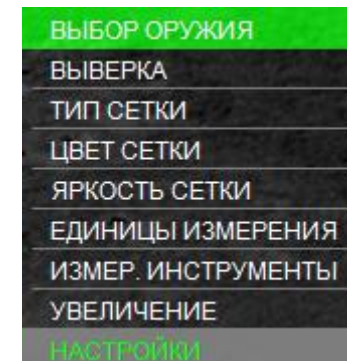 ВЫБОР ОРУЖИЯ
ВЫВЕРКА
ТИП СЕТКИ
ЦВЕТ СЕТКИ
ЯРКОСТЬ СЕТКИ
ЕДИНИЦЫ ИЗМЕРЕНИЯ
ИЗМЕР. ИНСТРУМЕНТЫ
УВЕЛИЧЕНИЕ
НАСТРОЙКИ